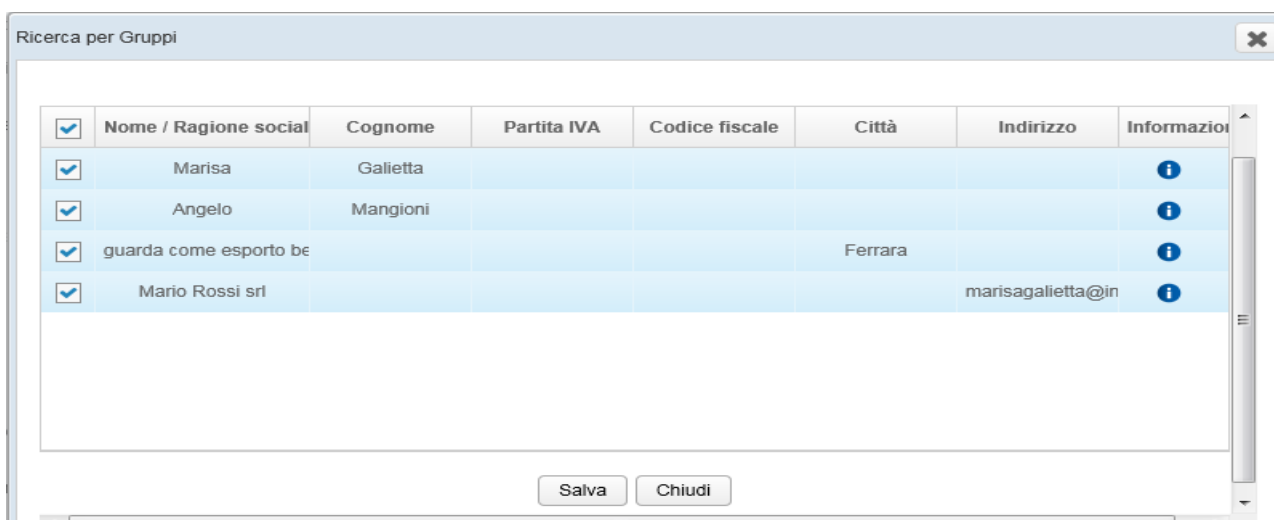 Ricerca per Gruppi
Nome / Ragione social Cognome Partita IVA Codice fiscale Città Indirizzo Informazion
Marisa Galietta
Angelo Mangioni
guarda come esporto be Ferrara
Mario Rossi srl marisagalietta@in
Salva Chiudi